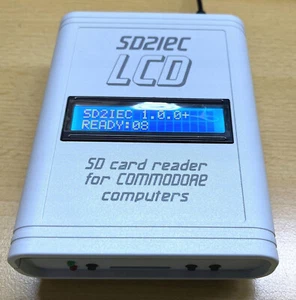 SD2IEC
LCD
SD2IEC 1.0.0+
READY:08
SD card reader
for COMMODORE
computers